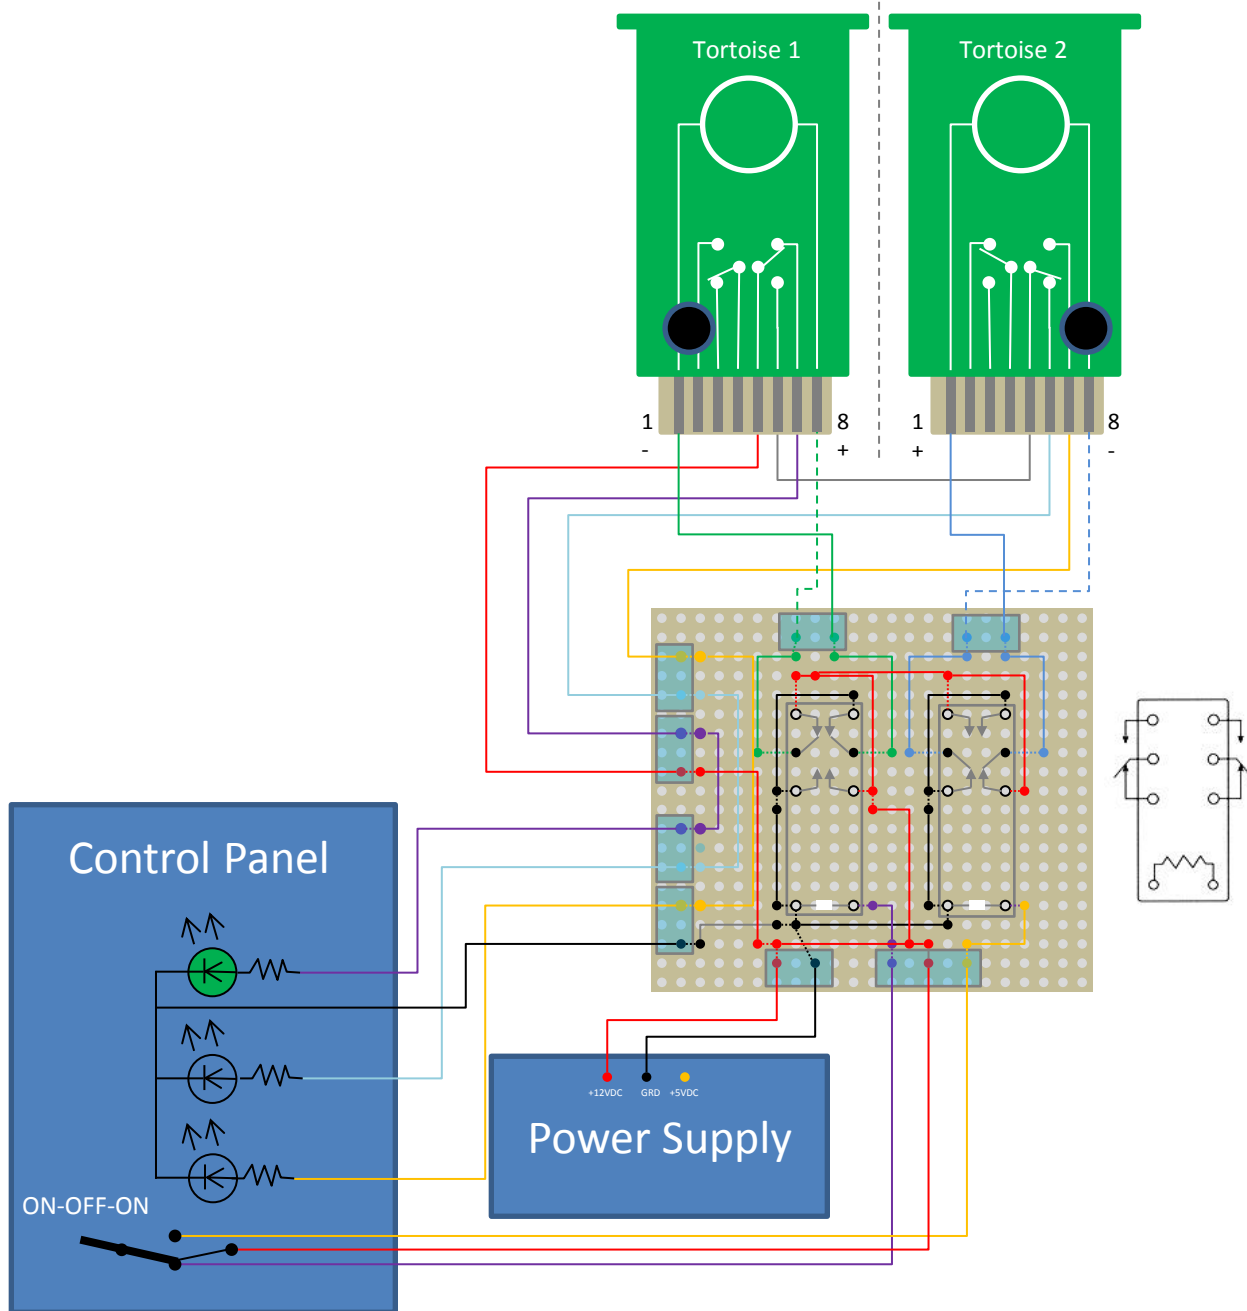 Tortoise 1
Tortoise 2
1
8
1
8
-
+
+
-
Control Panel
+12VDC
GRD
+5VDC
Power Supply
ON-OFF-ON